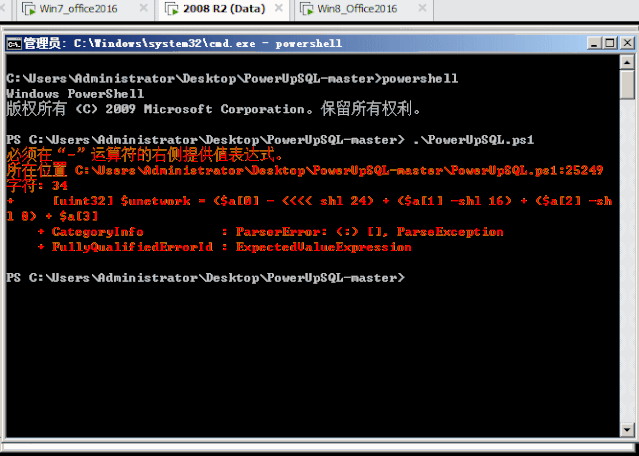 Win7_office2016
2008 R2 (Data)
Win8_Office2016
管理员: C:\Windows\system32\cmd.exe - powershell
C:\Users\Administrator\Desktop\PowerUpSQL-master>powershell
Windows PowerShell
版权所有 (C) 2009 Microsoft Corporation。保留所有权利。
PS C:\Users\Administrator\Desktop\PowerUpSQL-master> .\PowerUpSQL.ps1
必须在“-”运算符的右侧提供值表达式。
所在位置 C:\Users\Administrator\Desktop\PowerUpSQL-master\PowerUpSQL.ps1:25249
字符: 34
+     [uint32] $unetwork = ($a[0] - <<<< shl 24) + ($a[1] -shl 16) + ($a[2] -sh
l 8) + $a[3]
    + CategoryInfo          : ParserError: (:) [], ParseException
    + FullyQualifiedErrorId : ExpectedValueExpression
PS C:\Users\Administrator\Desktop\PowerUpSQL-master>